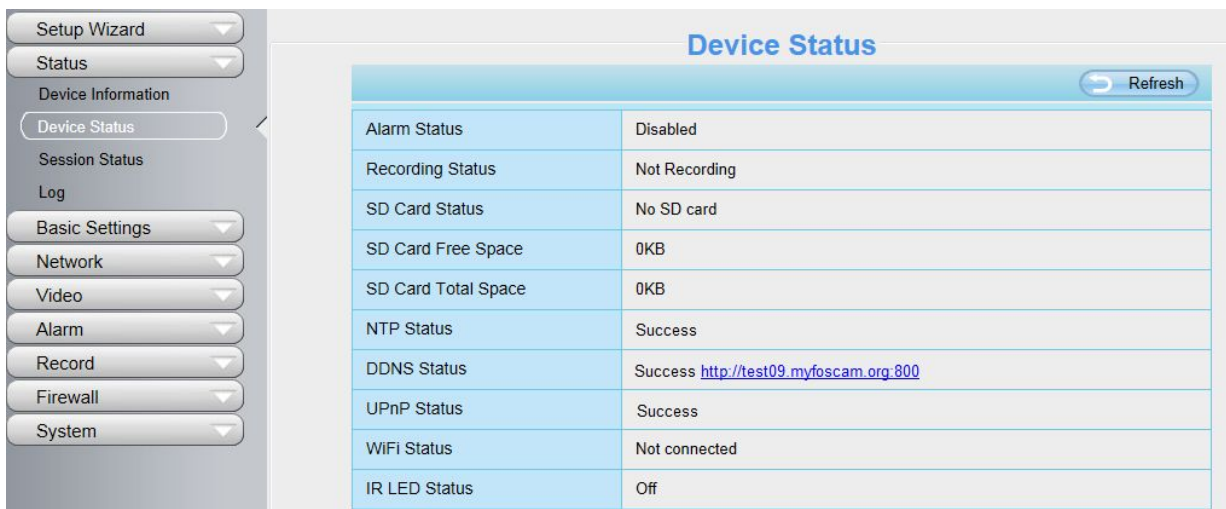 Setup Wizard
Status
Device Information
Device Status
Session Status
Log
Basic Settings
Network
Video
Alarm
Record
Firewall
System
Device Status
Refresh
Alarm Status Disabled
Recording Status Not Recording
SD Card Status No SD card
SD Card Free Space 0KB
SD Card Total Space 0KB
NTP Status Success
DDNS Status Success http://test09.myfoscam.org:800
UPnP Status Success
WiFi Status Not connected
IR LED Status Off